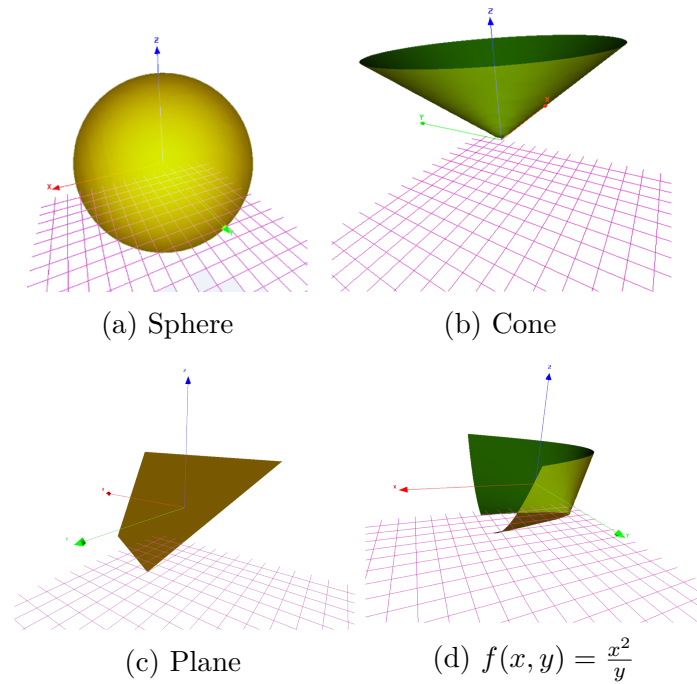 Z
X
(a) Sphere
Z
X
Y
(b) Cone
Z
(c) Plane
Z
X
Y
(d) f(x, y) = x²/y